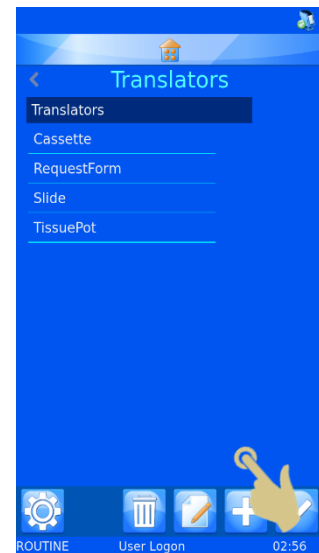 Translators
Translators
Cassette
RequestForm
Slide
TissuePot
ROUTINE User Logon 02:56